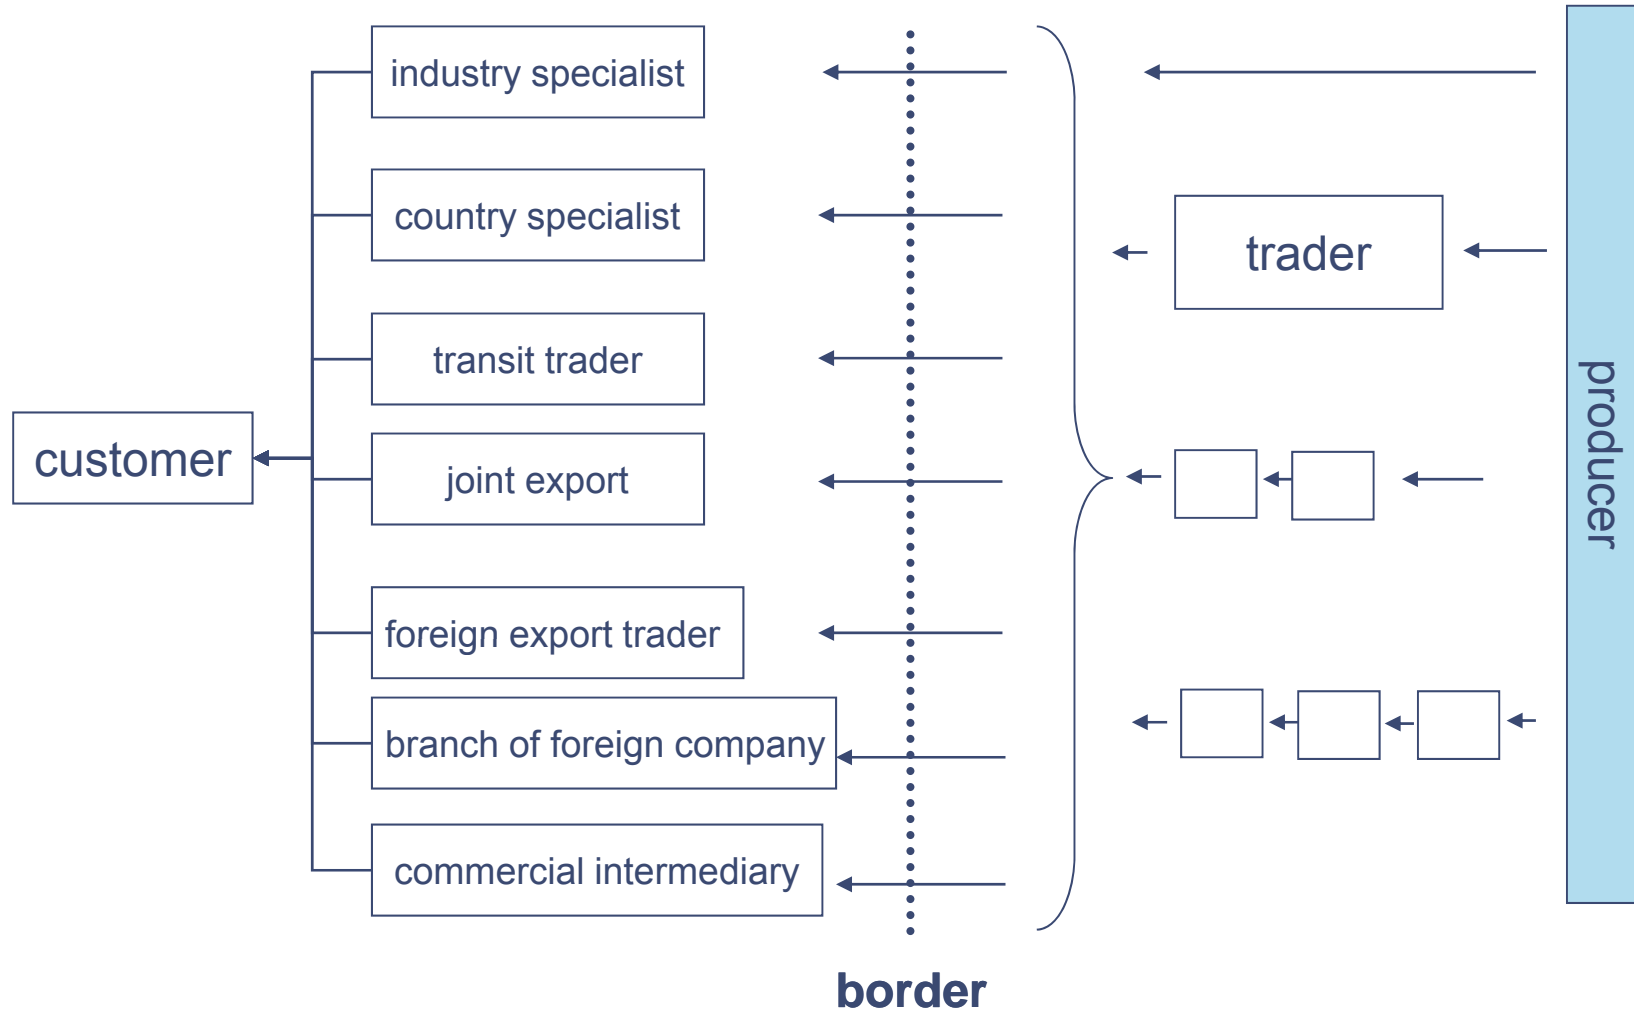 industry specialist
country specialist
trader
transit trader
producer
customer
joint export
foreign export trader
branch of foreign company
commercial intermediary
border